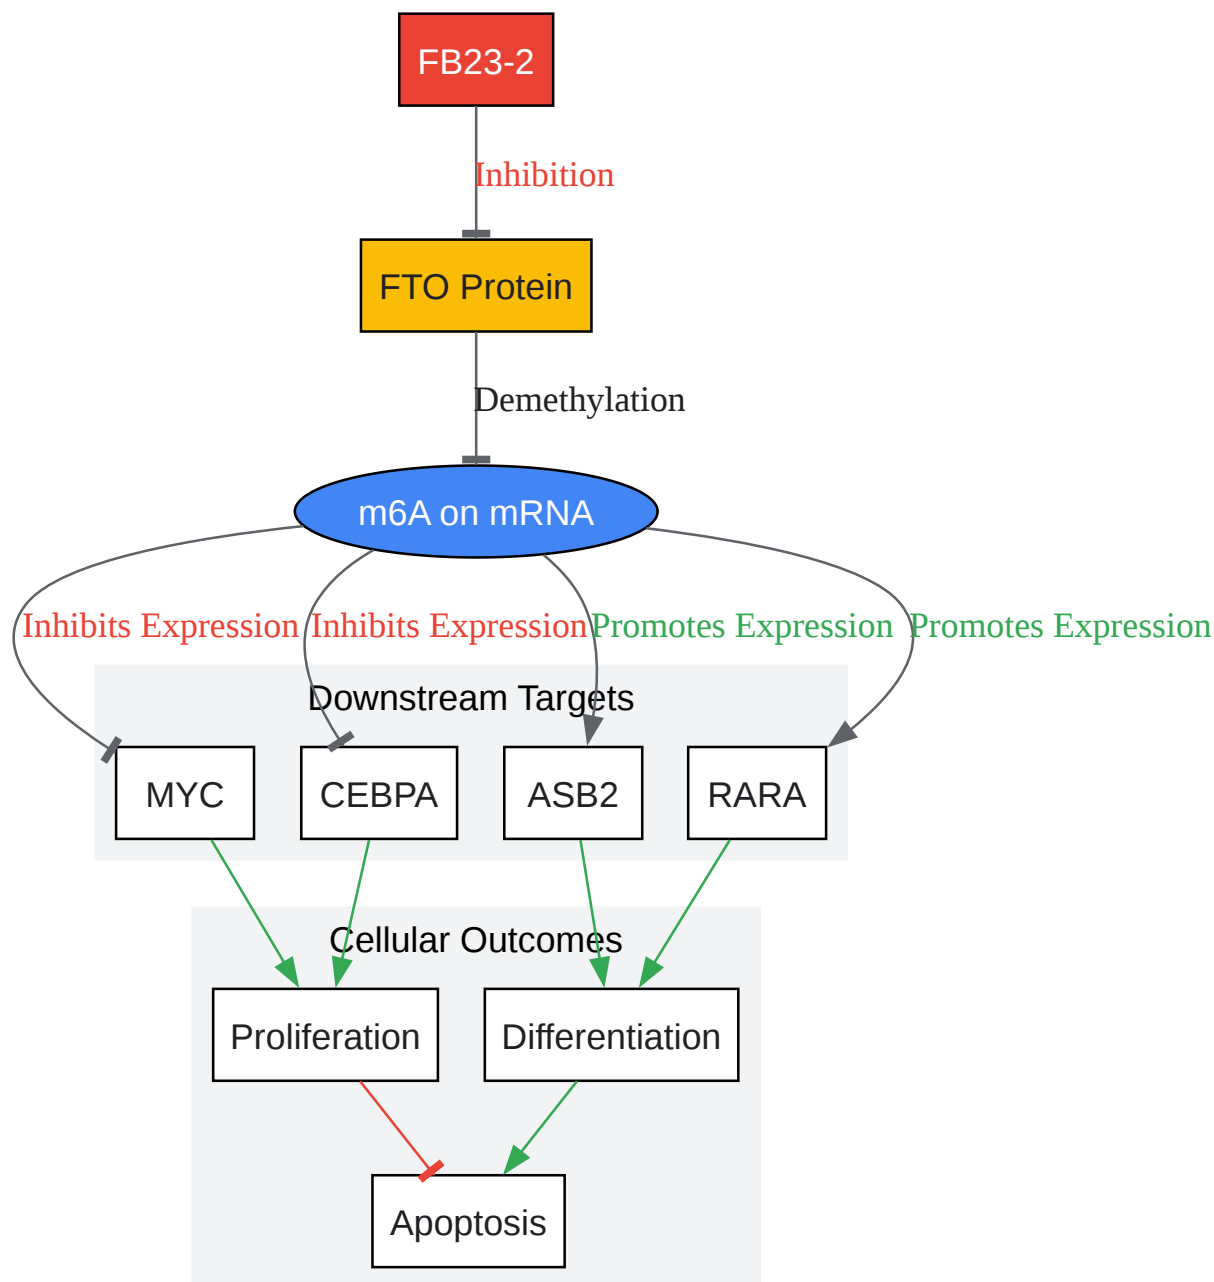 FB23-2
Inhibition
FTO Protein
Demethylation
m6A on mRNA
Inhibits Expression
Inhibits Expression
Promotes Expression
Promotes Expression
Downstream Targets
MYC
CEBPA
ASB2
RARA
Cellular Outcomes
Proliferation
Differentiation
Apoptosis